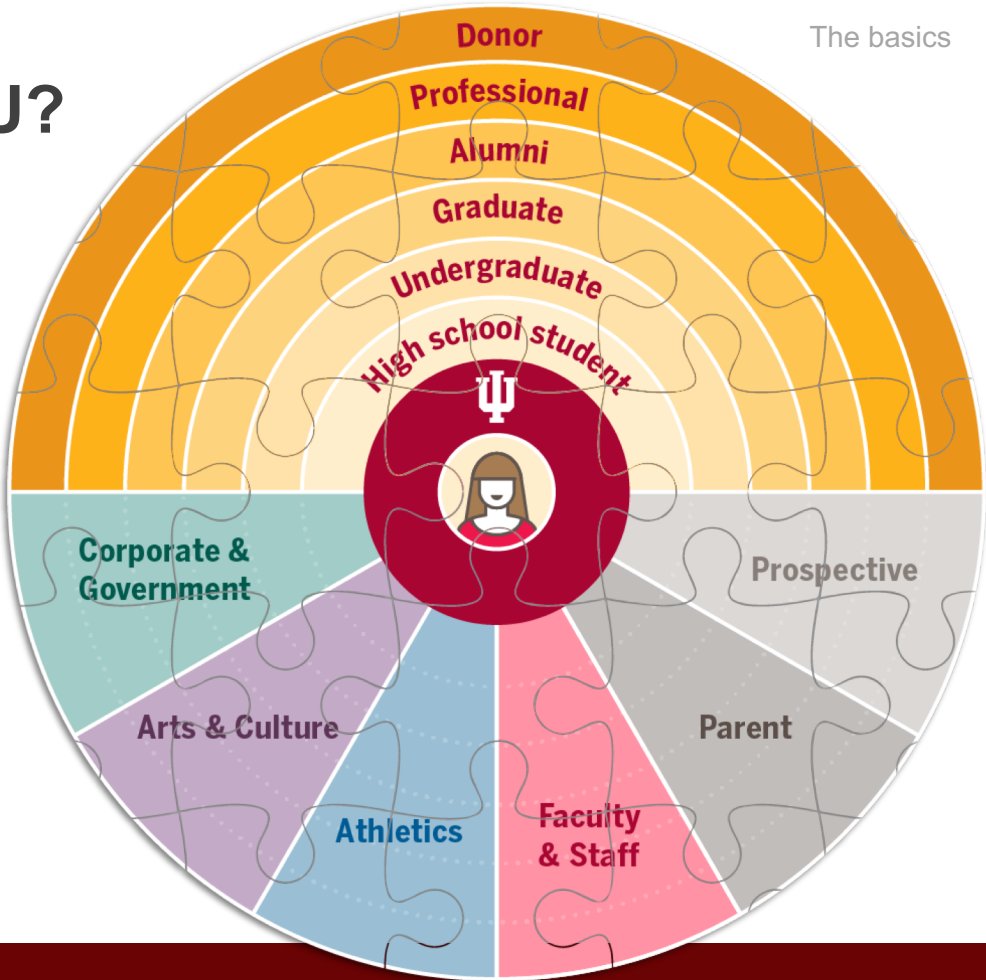 The basics
U?
Donor
Professional
Alumni
Graduate
Undergraduate
High school student
Corporate &
Government
Prospective
Arts & Culture
Parent
Athletics
Faculty
& Staff